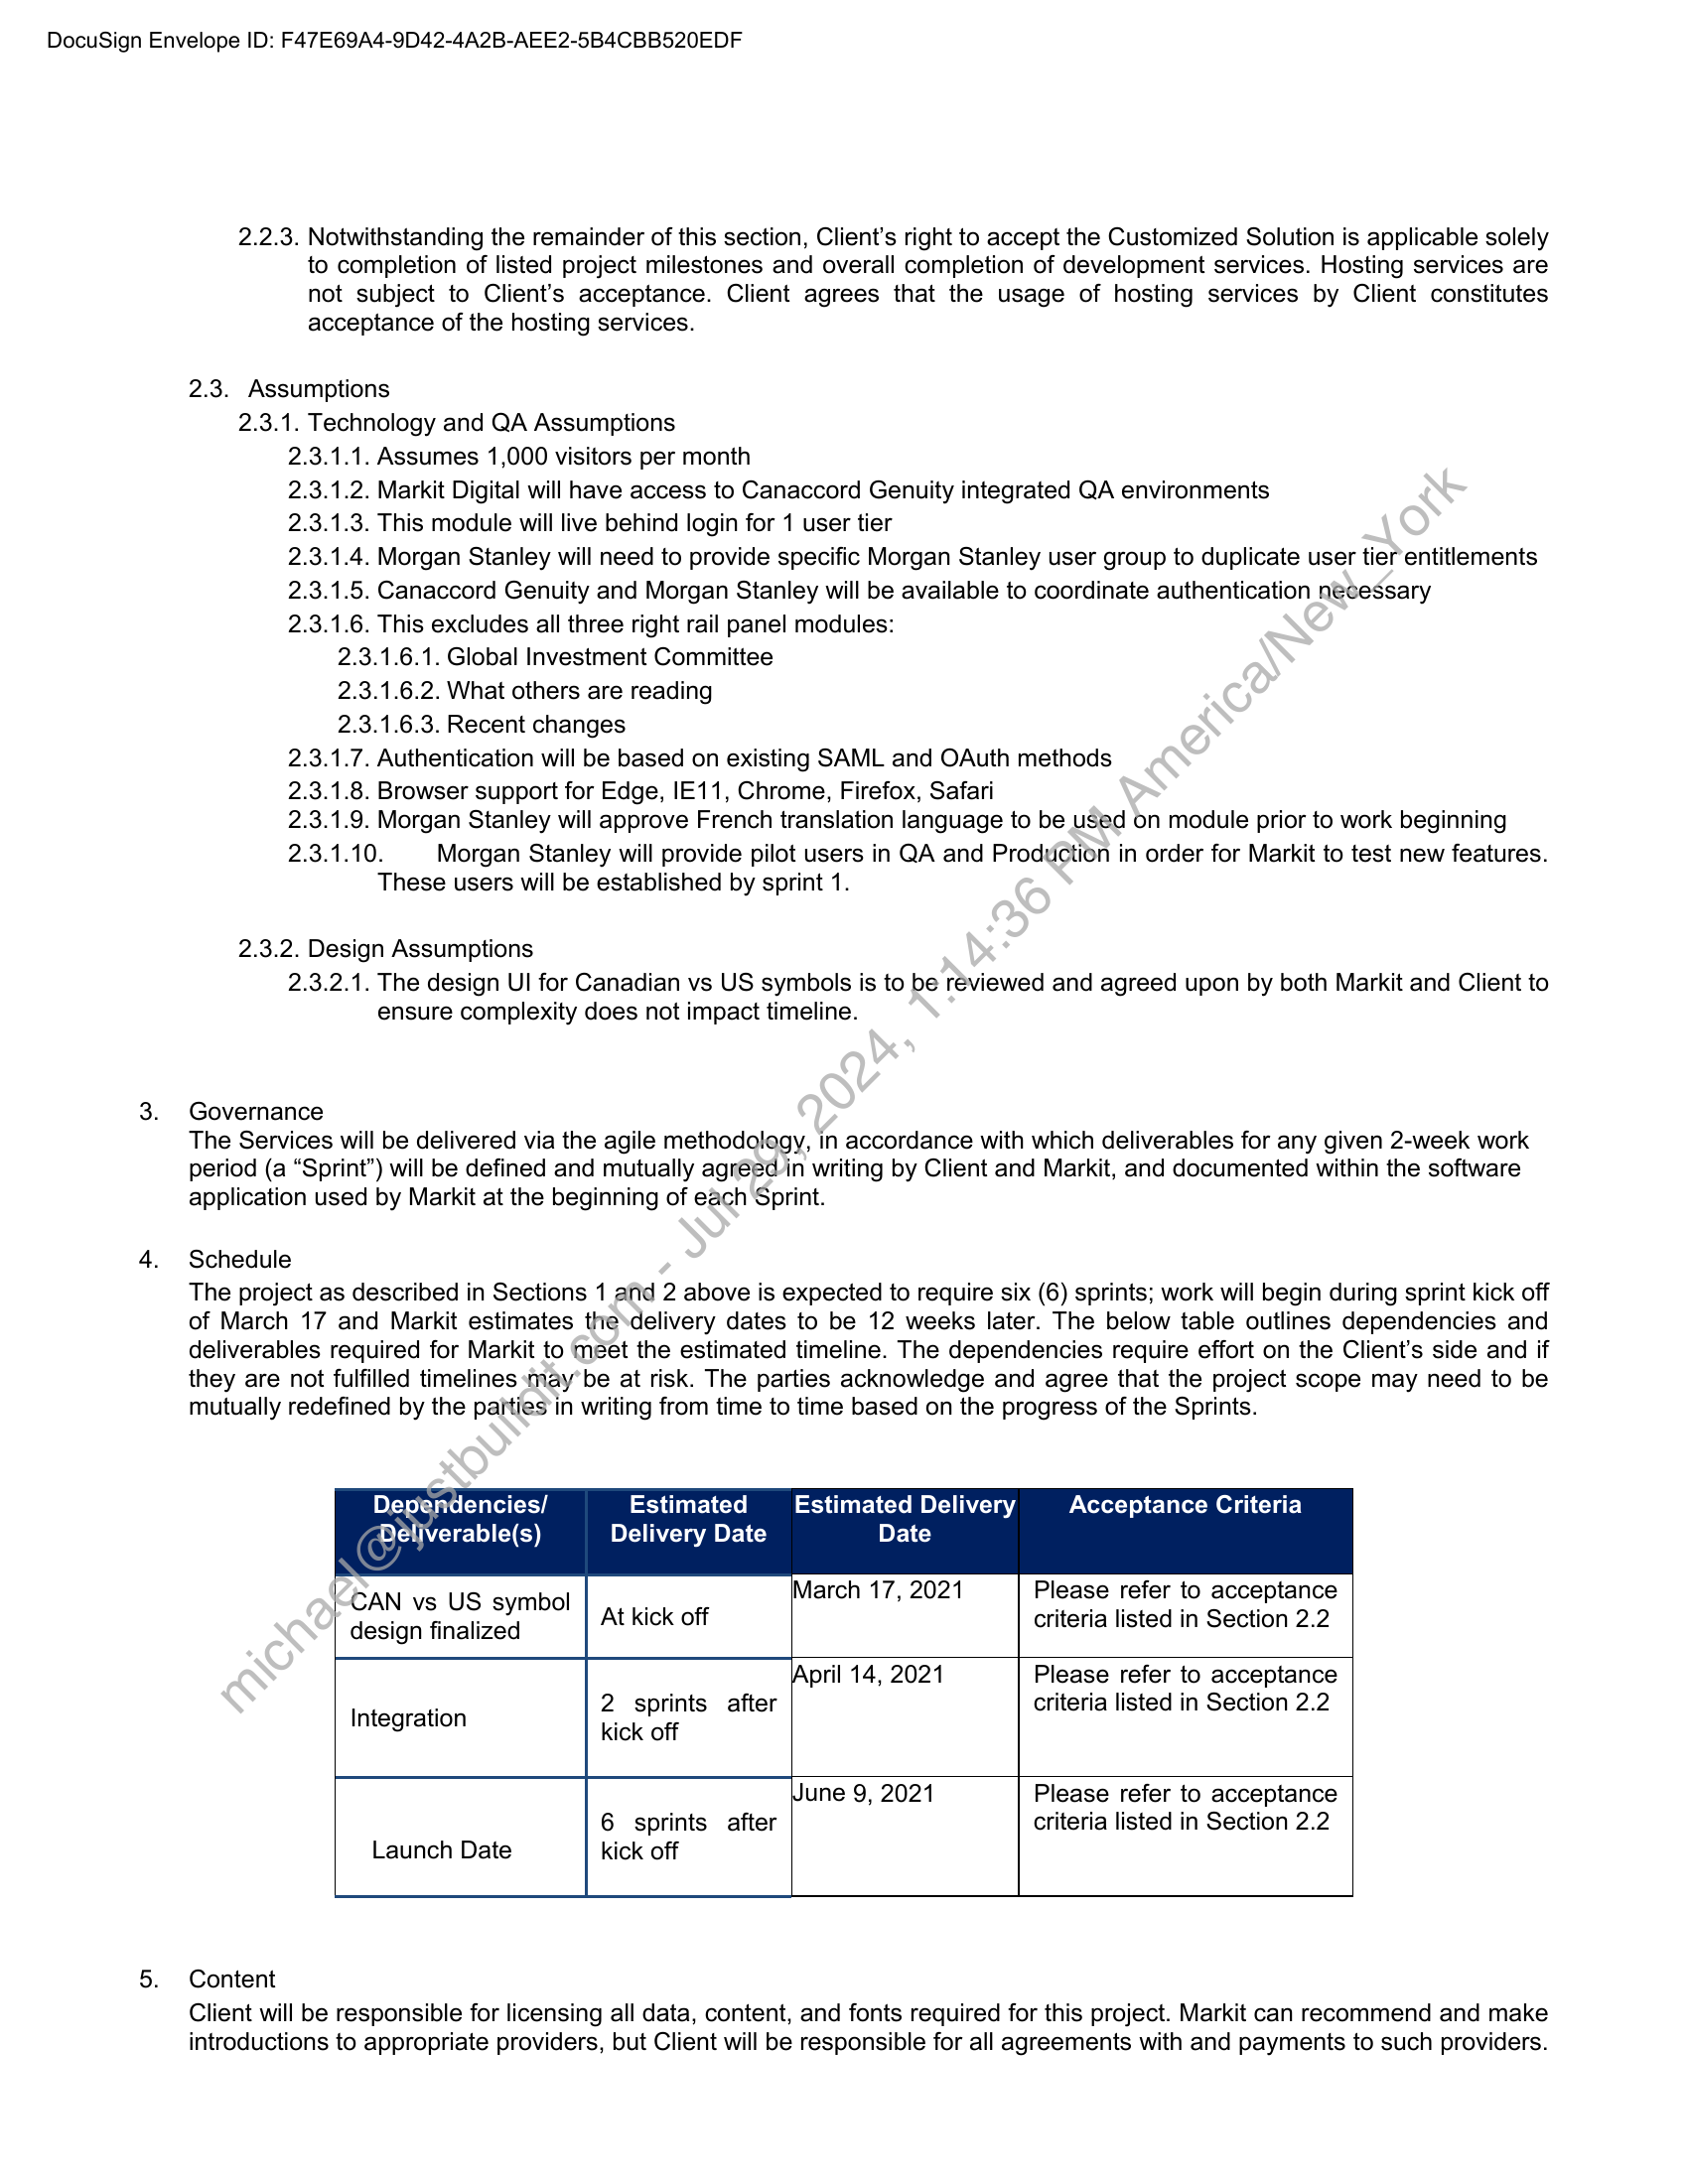 DocuSign Envelope ID: F47E69A4-9D42-4A2B-AEE2-5B4CBB520EDF
2.2.3. Notwithstanding the remainder of this section, Client’s right to accept the Customized Solution is applicable solely
to completion of listed project milestones and overall completion of development services. Hosting services are
not subject to Client’s acceptance. Client agrees that the usage of hosting services by Client constitutes
acceptance of the hosting services.
2.3. Assumptions
2.3.1. Technology and QA Assumptions
2.3.1.1. Assumes 1,000 visitors per month
2.3.1.2. Markit Digital will have access to Canaccord Genuity integrated QA environments
2.3.1.3. This module will live behind login for 1 user tier
2.3.1.4. Morgan Stanley will need to provide specific Morgan Stanley user group to duplicate user tier entitlements
2.3.1.5. Canaccord Genuity and Morgan Stanley will be available to coordinate authentication necessary
2.3.1.6. This excludes all three right rail panel modules:
2.3.1.6.1. Global Investment Committee
2.3.1.6.2. What others are reading
2.3.1.6.3. Recent changes
2.3.1.7. Authentication will be based on existing SAML and OAuth methods
2.3.1.8. Browser support for Edge, IE11, Chrome, Firefox, Safari
2.3.1.9. Morgan Stanley will approve French translation language to be used on module prior to work beginning
2.3.1.10. Morgan Stanley will provide pilot users in QA and Production in order for Markit to test new features.
These users will be established by sprint 1.
2.3.2. Design Assumptions
2.3.2.1. The design UI for Canadian vs US symbols is to be reviewed and agreed upon by both Markit and Client to
ensure complexity does not impact timeline.
3. Governance
The Services will be delivered via the agile methodology, in accordance with which deliverables for any given 2-week work
period (a “Sprint”) will be defined and mutually agreed in writing by Client and Markit, and documented within the software
application used by Markit at the beginning of each Sprint.
4. Schedule
The project as described in Sections 1 and 2 above is expected to require six (6) sprints; work will begin during sprint kick off
of March 17 and Markit estimates the delivery dates to be 12 weeks later. The below table outlines dependencies and
deliverables required for Markit to meet the estimated timeline. The dependencies require effort on the Client’s side and if
they are not fulfilled timelines may be at risk. The parties acknowledge and agree that the project scope may need to be
mutually redefined by the parties in writing from time to time based on the progress of the Sprints.
Dependencies/ Estimated Estimated Delivery Acceptance Criteria
Deliverable(s) Delivery Date Date
CAN vs US symbol
design finalized
At kick off
March 17, 2021
Please refer to acceptance
criteria listed in Section 2.2
Integration
2 sprints after
kick off
April 14, 2021
Please refer to acceptance
criteria listed in Section 2.2
Launch Date
6 sprints after
kick off
June 9, 2021
Please refer to acceptance
criteria listed in Section 2.2
5. Content
Client will be responsible for licensing all data, content, and fonts required for this project. Markit can recommend and make
introductions to appropriate providers, but Client will be responsible for all agreements with and payments to such providers.
michael@justbuildit.com - Jul 29, 2024, 1:14:36 PM America/New_York